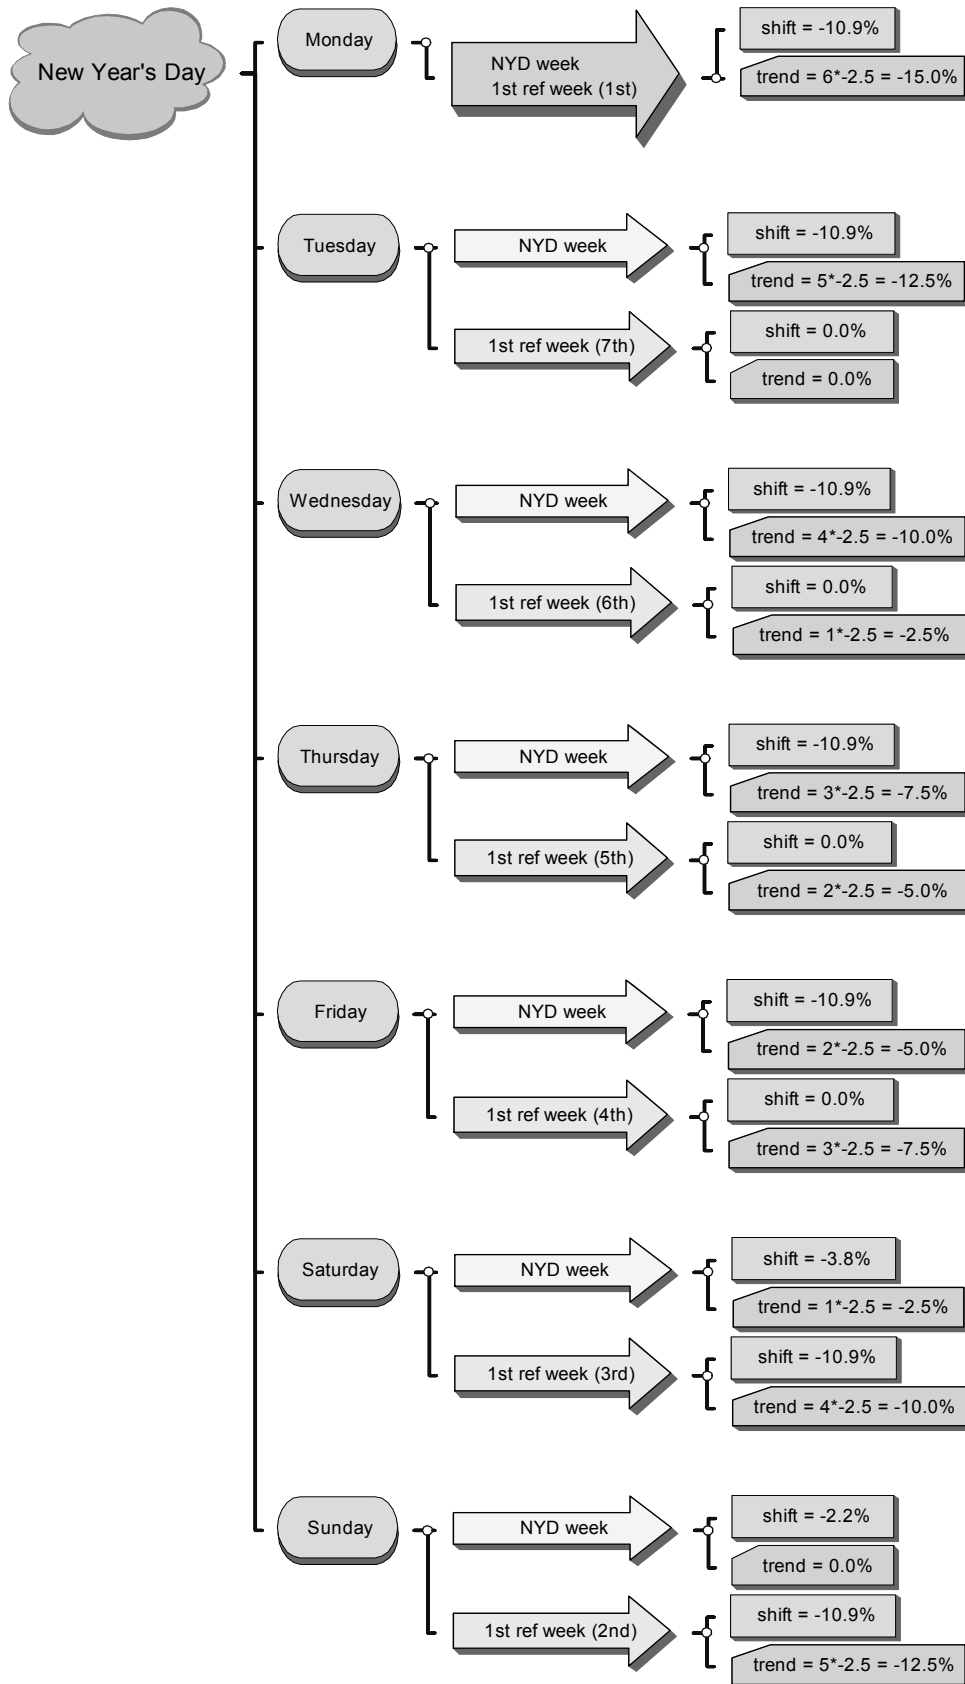 New Year's Day
Monday
NYD week
1st ref week (1st)
shift = -10.9%
trend = 6*-2.5 = -15.0%
Tuesday
NYD week
shift = -10.9%
trend = 5*-2.5 = -12.5%
1st ref week (7th)
shift = 0.0%
trend = 0.0%
Wednesday
NYD week
shift = -10.9%
trend = 4*-2.5 = -10.0%
1st ref week (6th)
shift = 0.0%
trend = 1*-2.5 = -2.5%
Thursday
NYD week
shift = -10.9%
trend = 3*-2.5 = -7.5%
1st ref week (5th)
shift = 0.0%
trend = 2*-2.5 = -5.0%
Friday
NYD week
shift = -10.9%
trend = 2*-2.5 = -5.0%
1st ref week (4th)
shift = 0.0%
trend = 3*-2.5 = -7.5%
Saturday
NYD week
shift = -3.8%
trend = 1*-2.5 = -2.5%
1st ref week (3rd)
shift = -10.9%
trend = 4*-2.5 = -10.0%
Sunday
NYD week
shift = -2.2%
trend = 0.0%
1st ref week (2nd)
shift = -10.9%
trend = 5*-2.5 = -12.5%